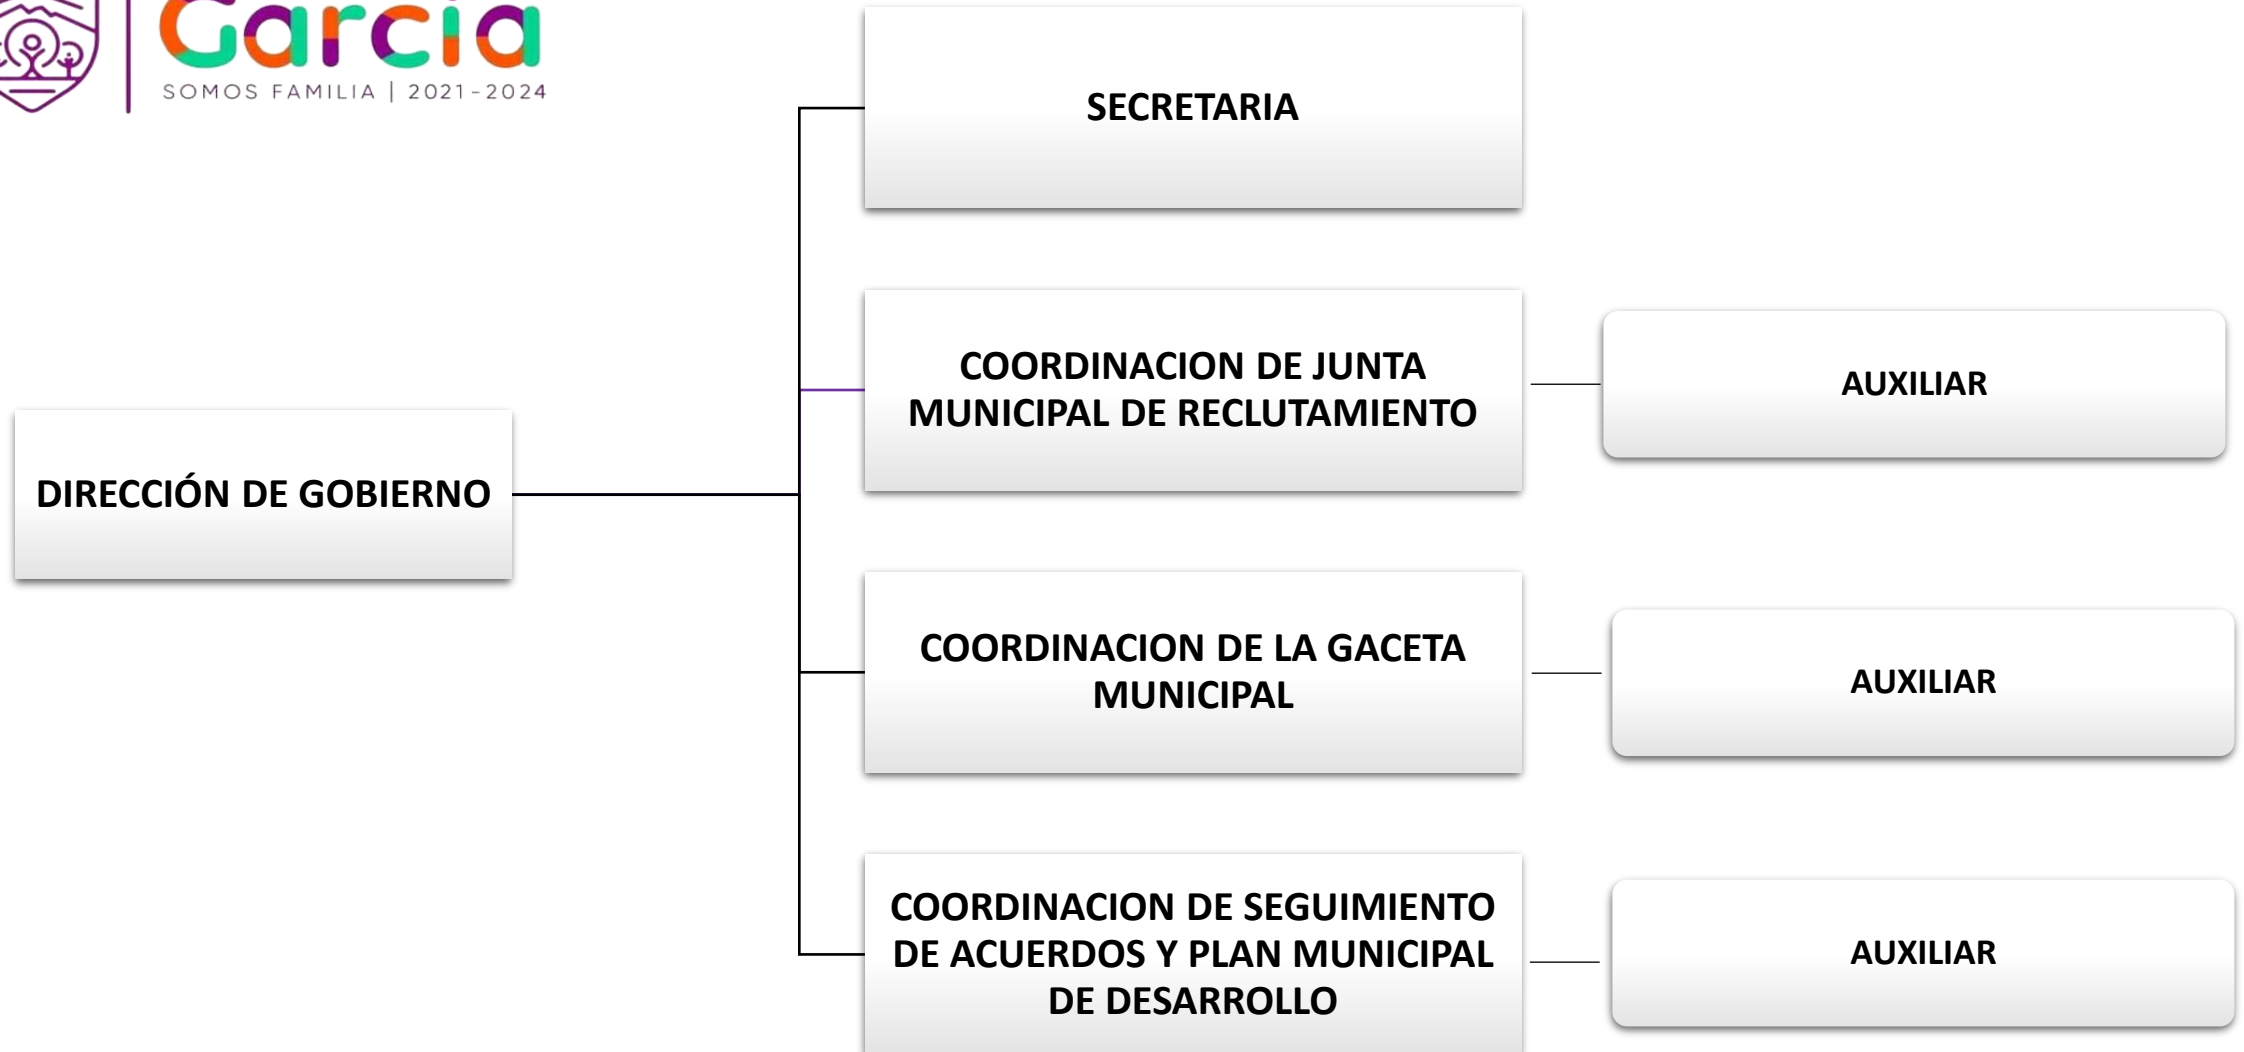 García
SOMOS FAMILIA | 2021-2024
SECRETARIA
COORDINACION DE JUNTA
MUNICIPAL DE RECLUTAMIENTO
AUXILIAR
DIRECCIÓN DE GOBIERNO
COORDINACION DE LA GACETA
MUNICIPAL
AUXILIAR
COORDINACION DE SEGUIMIENTO
DE ACUERDOS Y PLAN MUNICIPAL
DE DESARROLLO
AUXILIAR